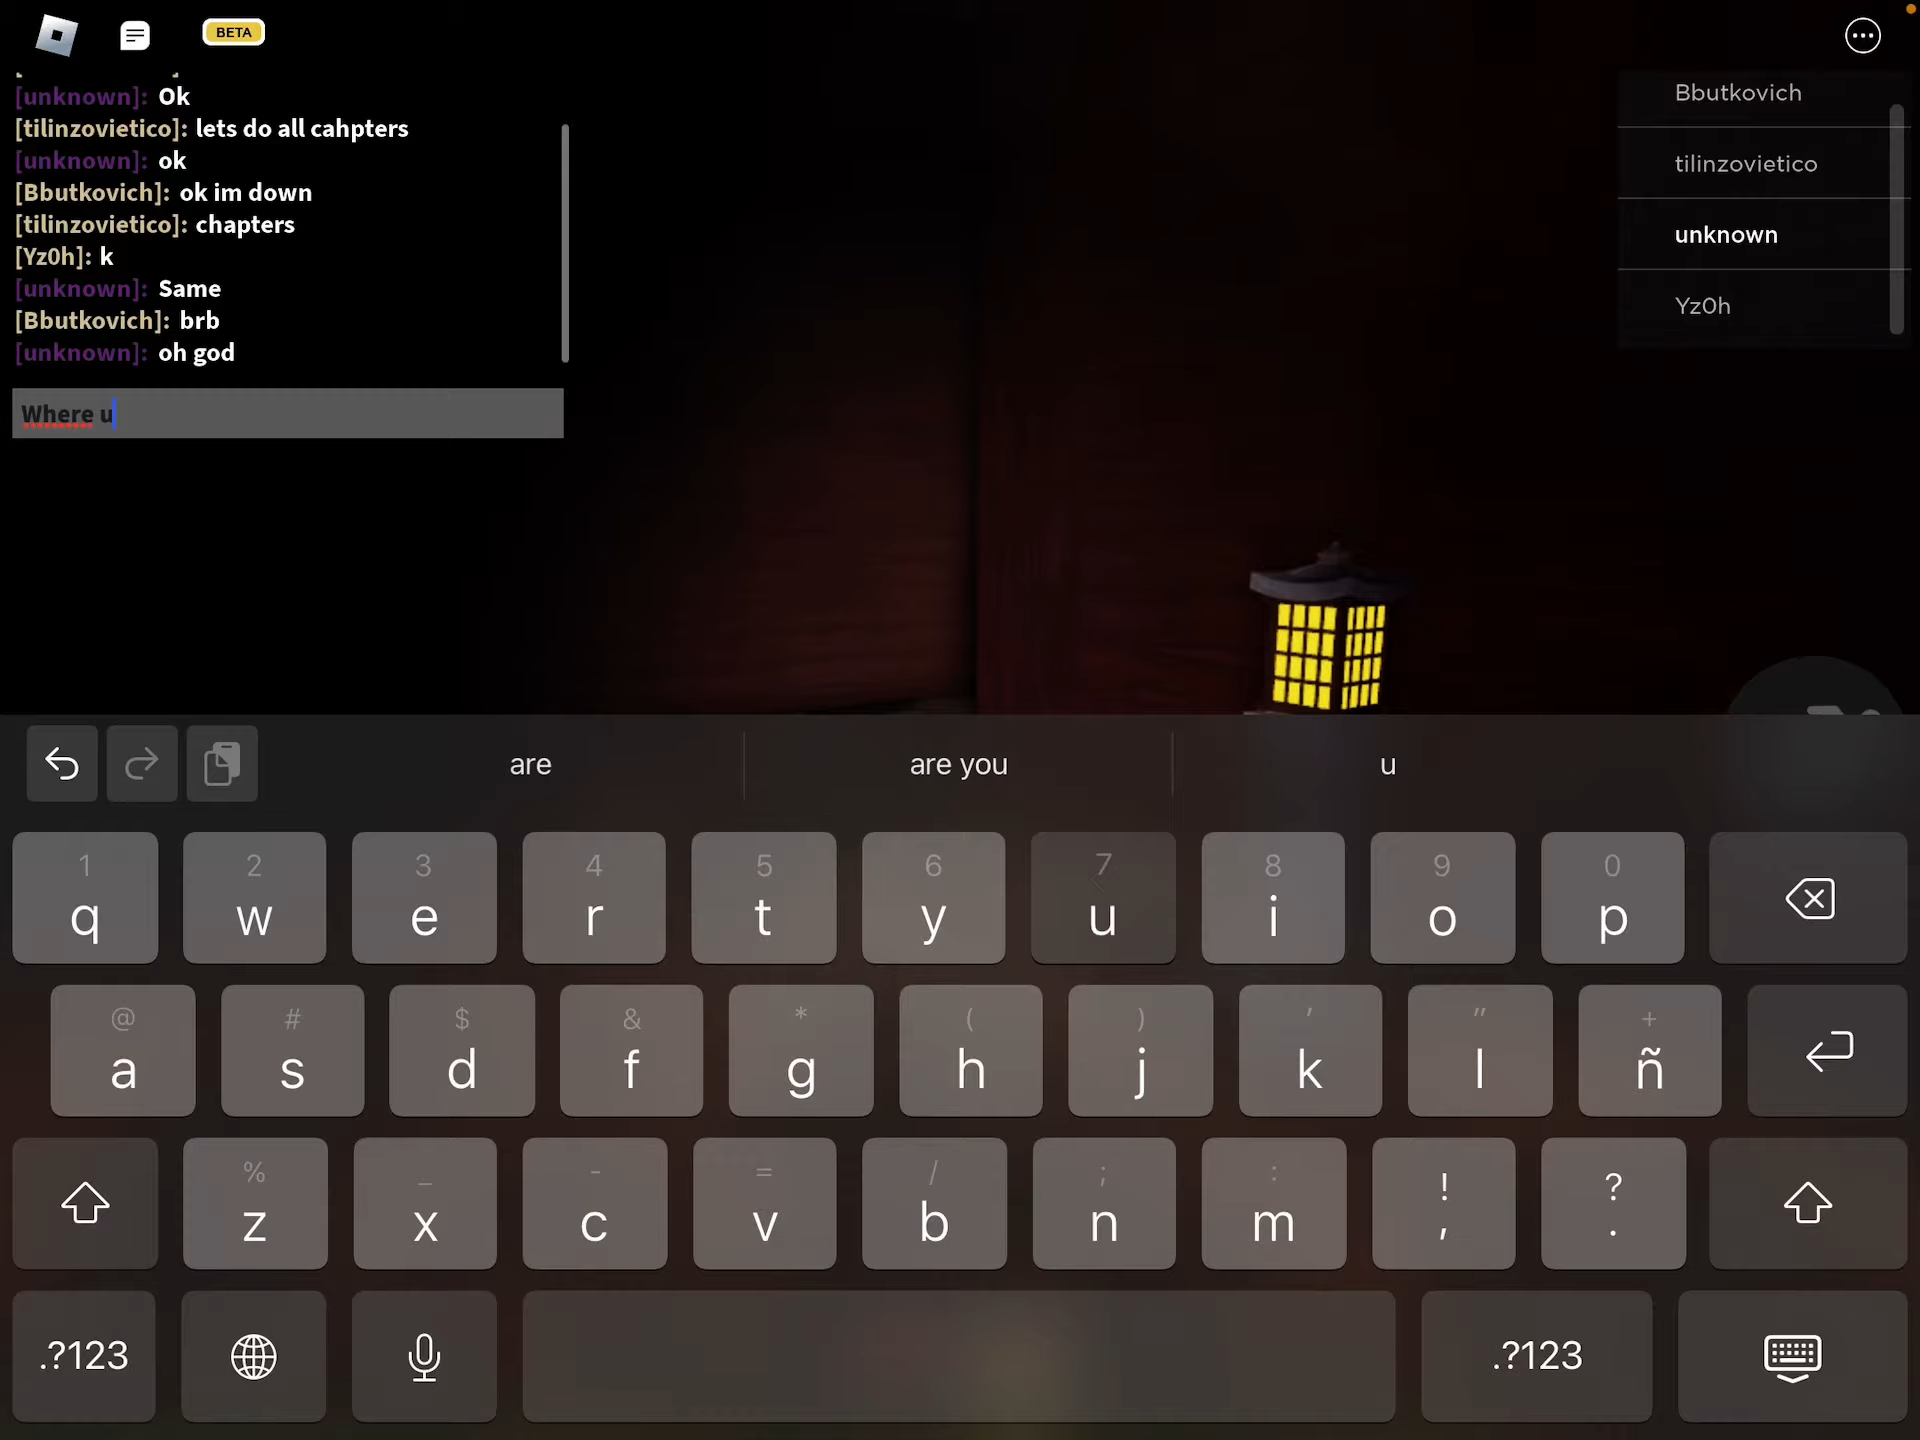 BETA
[unknown]: Ok
[tilinzovietico]: lets do all cahpters
[unknown]: ok
[Bbutkovich]: ok im down
[tilinzovietico]: chapters
[Yz0h]: k
[unknown]: Same
[Bbutkovich]: brb
[unknown]: oh god
Where u
Bbutkovich
tilinzovietico
unknown
Yz0h
are are you u
1 2 3 4 5 6 7 8 9 0
q w e r t y u i o p
@ # $ & * ( ) ' " +
a s d f g h j k l ñ
% _ - = / ; : ! ?
z x c v b n m , .
.?123 .?123